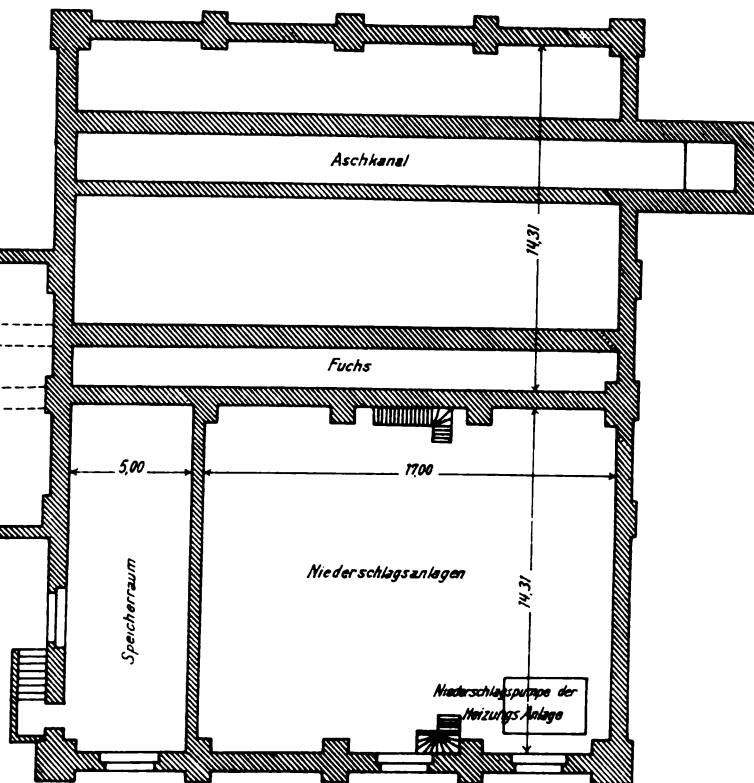 Aschkanal
14,31
Fuchs
5,00
17,00
Niederschlagsanlagen
14,31
Speicherraum
Niederschlagspumpe der
Heizungs Anlage